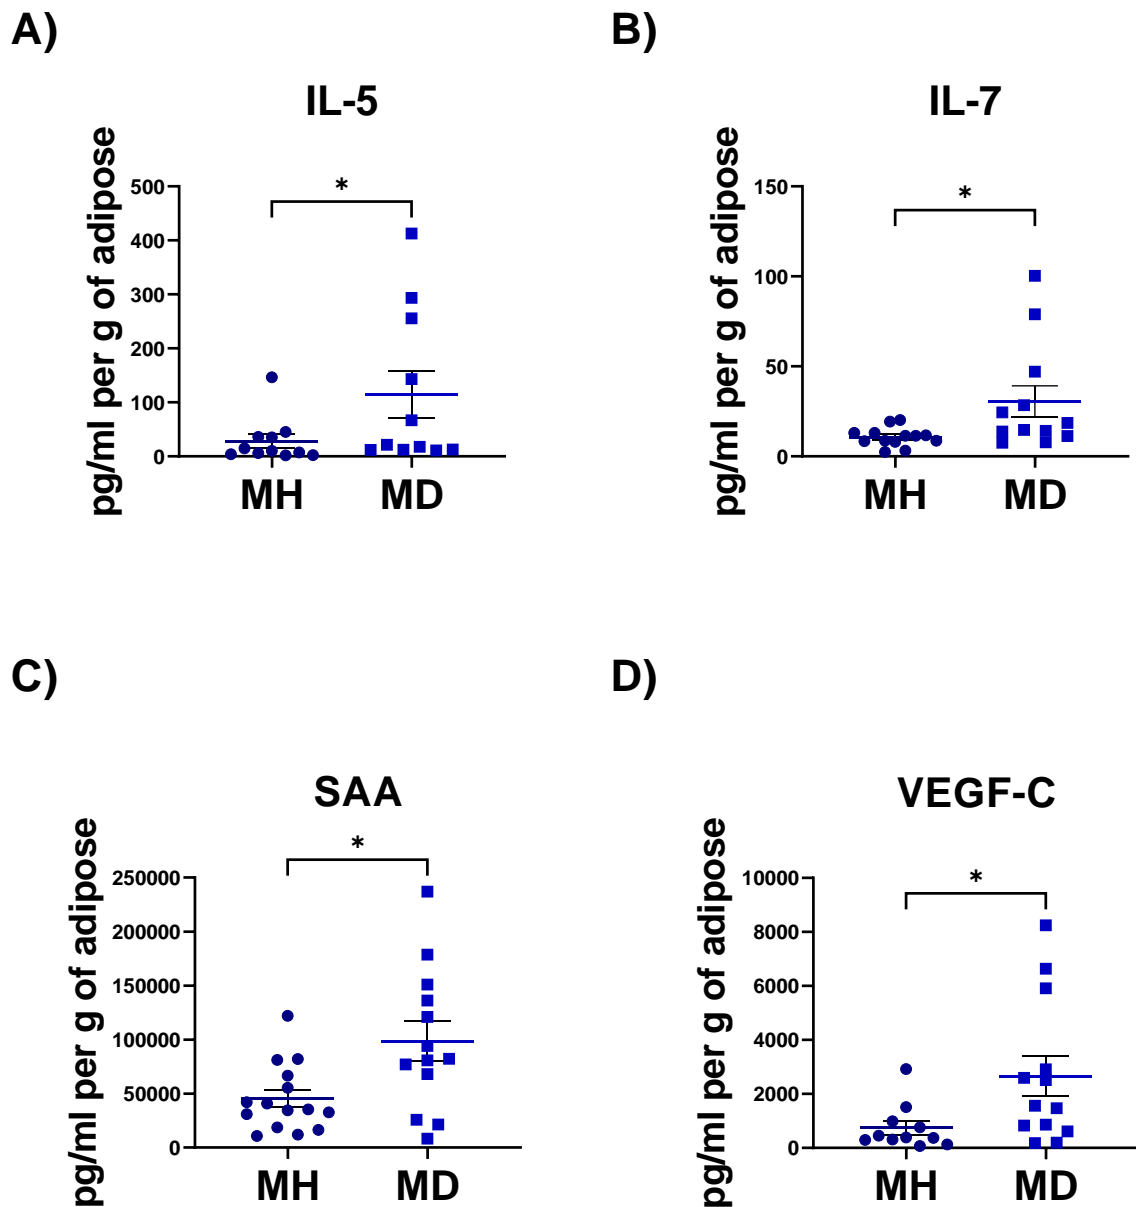 A)
IL-5
pg/ml per g of adipose
500
400
300
200
100
0
*
MH
MD
B)
IL-7
pg/ml per g of adipose
150
100
50
0
*
MH
MD
C)
SAA
pg/ml per g of adipose
250000
200000
150000
100000
50000
0
*
MH
MD
D)
VEGF-C
pg/ml per g of adipose
10000
8000
6000
4000
2000
0
*
MH
MD